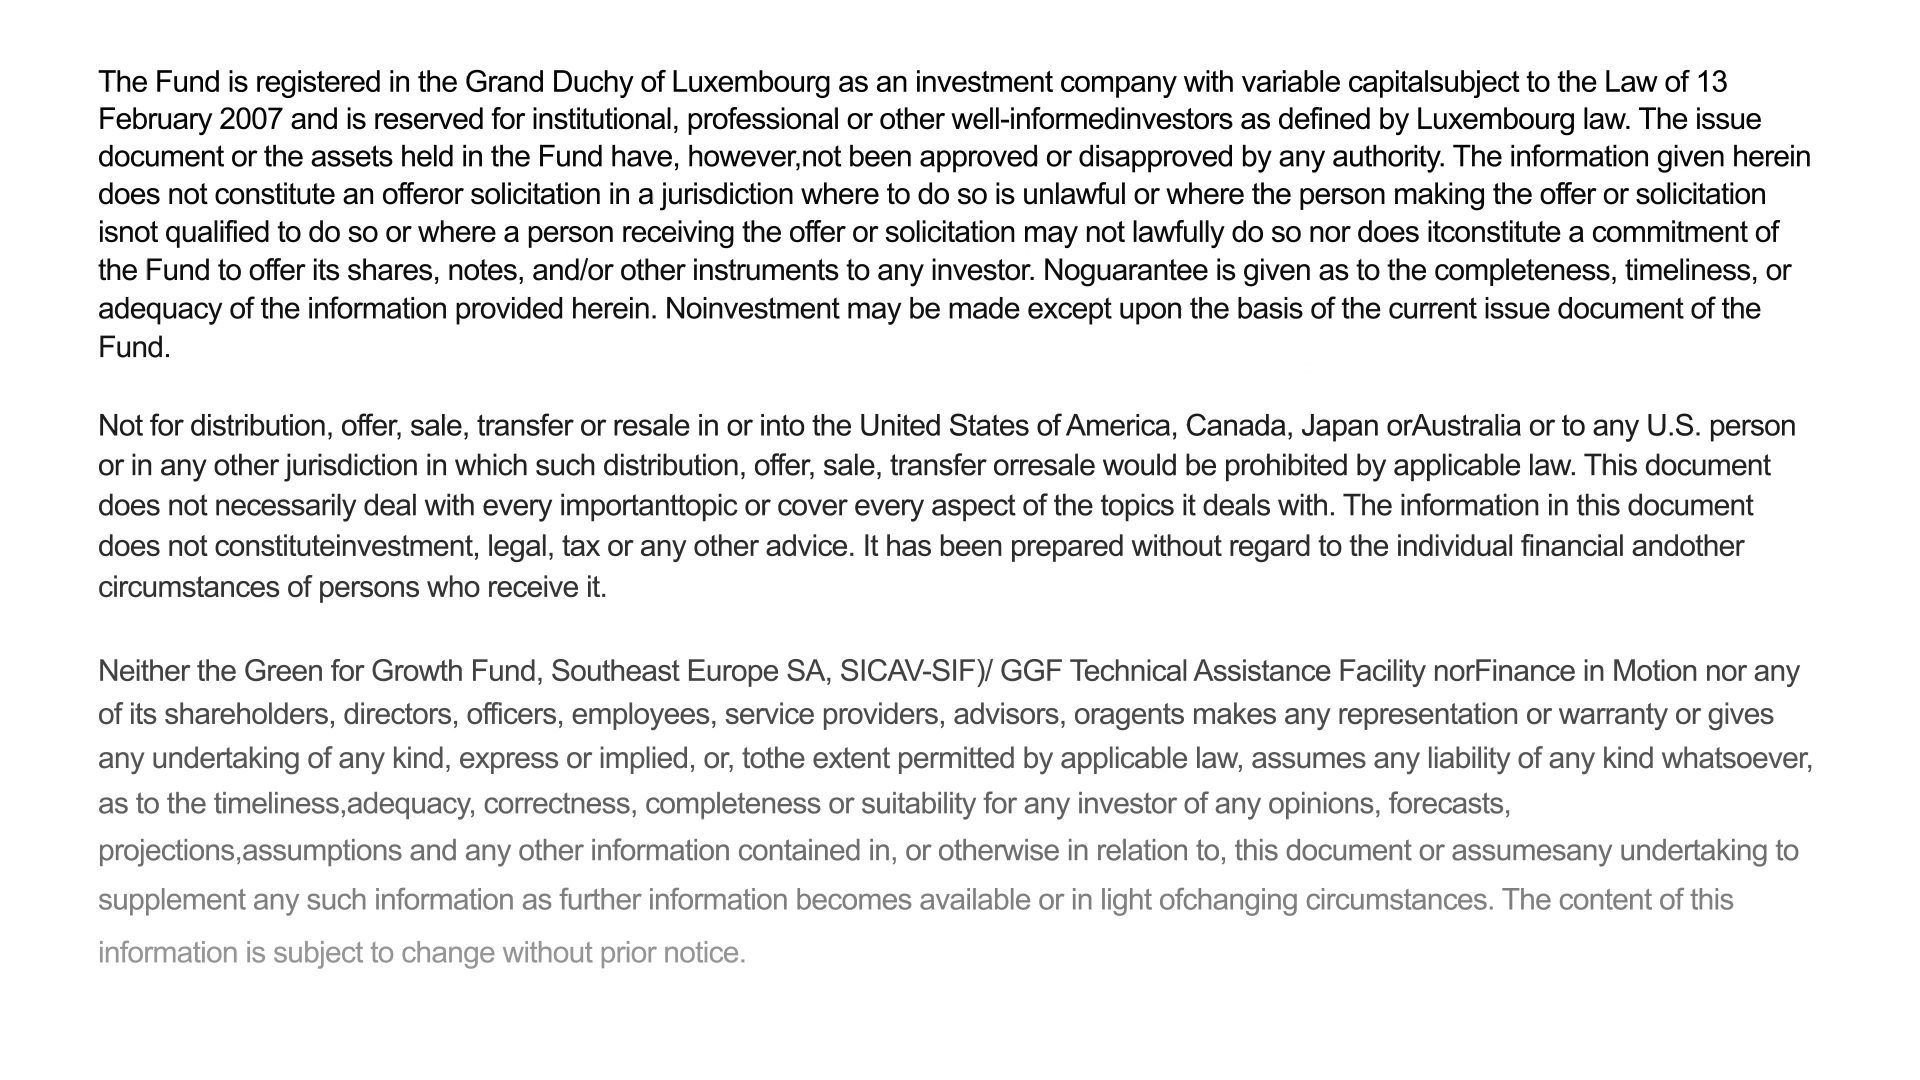 The Fund is registered in the Grand Duchy of Luxembourg as an investment company with variable capitalsubject to the Law of 13
February 2007 and is reserved for institutional, professional or other well-informedinvestors as defined by Luxembourg law. The issue
document or the assets held in the Fund have, however,not been approved or disapproved by any authority. The information given herein
does not constitute an offeror solicitation in a jurisdiction where to do so is unlawful or where the person making the offer or solicitation
isnot qualified to do so or where a person receiving the offer or solicitation may not lawfully do so nor does itconstitute a commitment of
the Fund to offer its shares, notes, and/or other instruments to any investor. Noguarantee is given as to the completeness, timeliness, or
adequacy of the information provided herein. Noinvestment may be made except upon the basis of the current issue document of the
Fund.
Not for distribution, offer, sale, transfer or resale in or into the United States of America, Canada, Japan orAustralia or to any U.S. person
or in any other jurisdiction in which such distribution, offer, sale, transfer orresale would be prohibited by applicable law. This document
does not necessarily deal with every importanttopic or cover every aspect of the topics it deals with. The information in this document
does not constituteinvestment, legal, tax or any other advice. It has been prepared without regard to the individual financial andother
circumstances of persons who receive it.
Neither the Green for Growth Fund, Southeast Europe SA, SICAV-SIF)/ GGF Technical Assistance Facility norFinance in Motion nor any
of its shareholders, directors, officers, employees, service providers, advisors, oragents makes any representation or warranty or gives
any undertaking of any kind, express or implied, or, tothe extent permitted by applicable law, assumes any liability of any kind whatsoever,
as to the timeliness,adequacy, correctness, completeness or suitability for any investor of any opinions, forecasts,
projections,assumptions and any other information contained in, or otherwise in relation to, this document or assumesany undertaking to
supplement any such information as further information becomes available or in light ofchanging circumstances. The content of this
information is subject to change without prior notice.